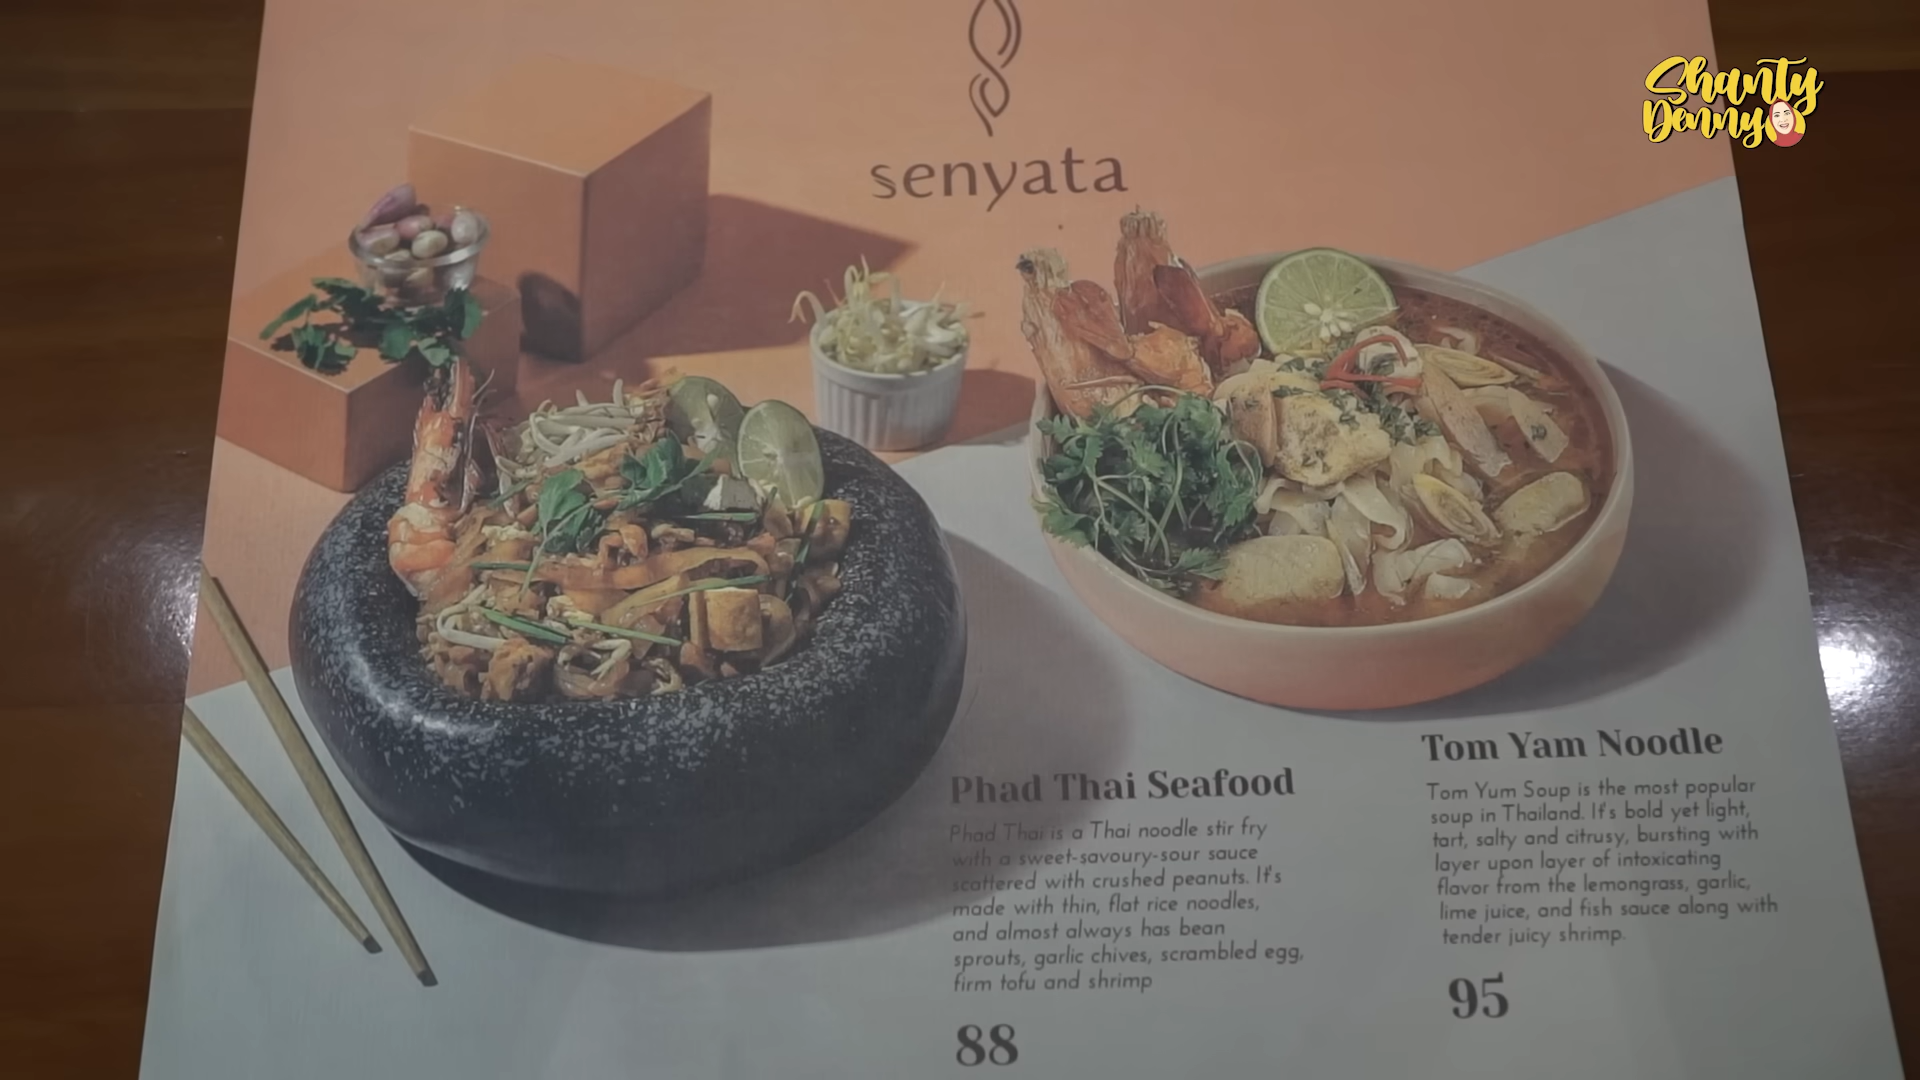 Shanty
Denny
senyata
Phad Thai Seafood
Phad Thai is a Thai noodle stir fry
with a sweet-savoury-sour sauce
scattered with crushed peanuts. It's
made with thin, flat rice noodles,
and almost always has bean
sprouts, garlic chives, scrambled egg,
firm tofu and shrimp
88
Tom Yam Noodle
Tom Yum Soup is the most popular
soup in Thailand. It's bold yet light,
tart, salty and citrusy, bursting with
layer upon layer of intoxicating
flavor from the lemongrass, garlic,
lime juice, and fish sauce along with
tender juicy shrimp.
95